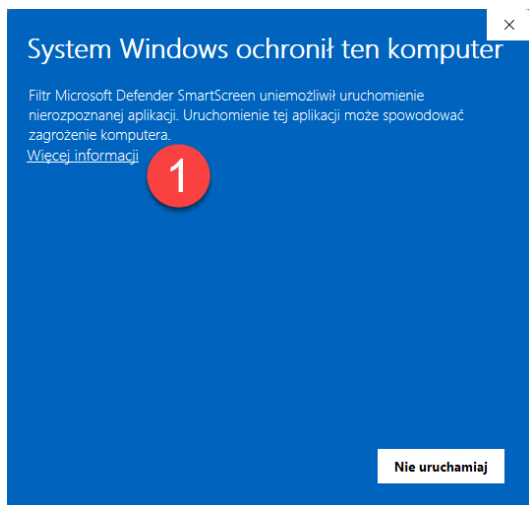 System Windows ochronił ten komputer
Filtr Microsoft Defender SmartScreen uniemożliwił uruchomienie
nierozpoznanej aplikacji. Uruchomienie tej aplikacji może spowodować
zagrożenie komputera.
Więcej informacji
1
Nie uruchamiaj